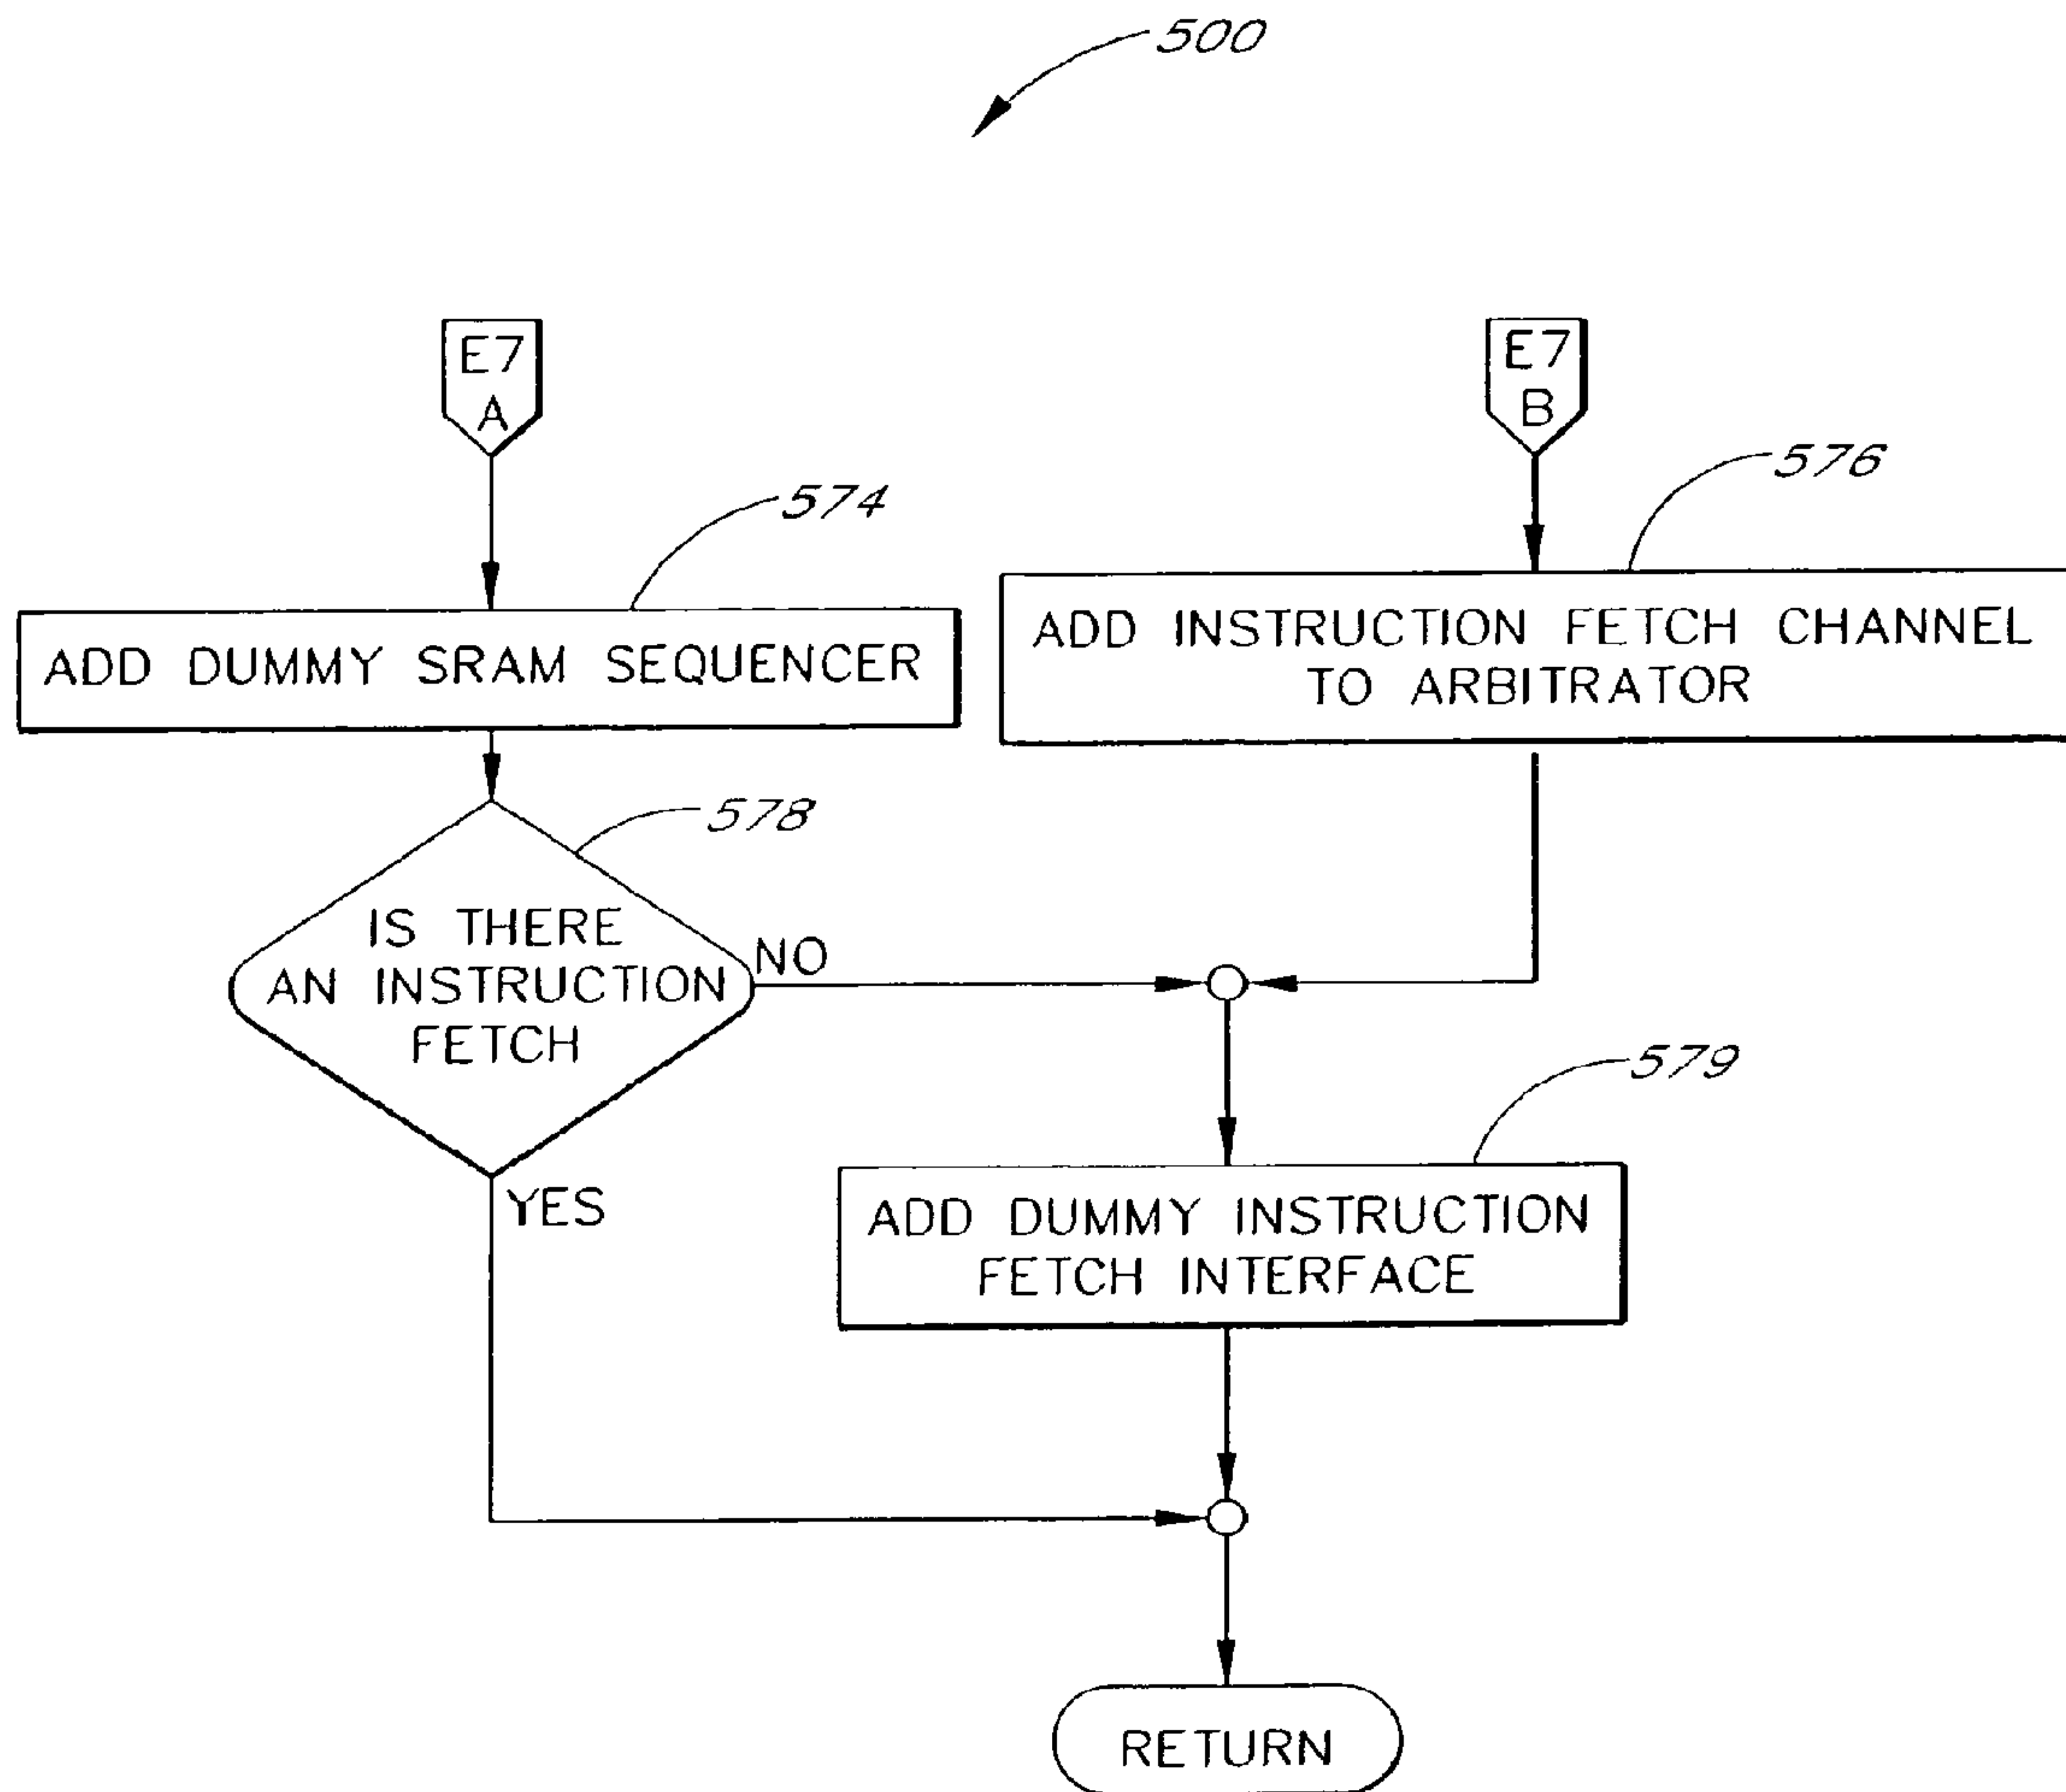 500
E7
A
E7
B
574
576
ADD DUMMY SRAM SEQUENCER
ADD INSTRUCTION FETCH CHANNEL
TO ARBITRATOR
578
IS THERE
AN INSTRUCTION
FETCH
NO
YES
579
ADD DUMMY INSTRUCTION
FETCH INTERFACE
RETURN